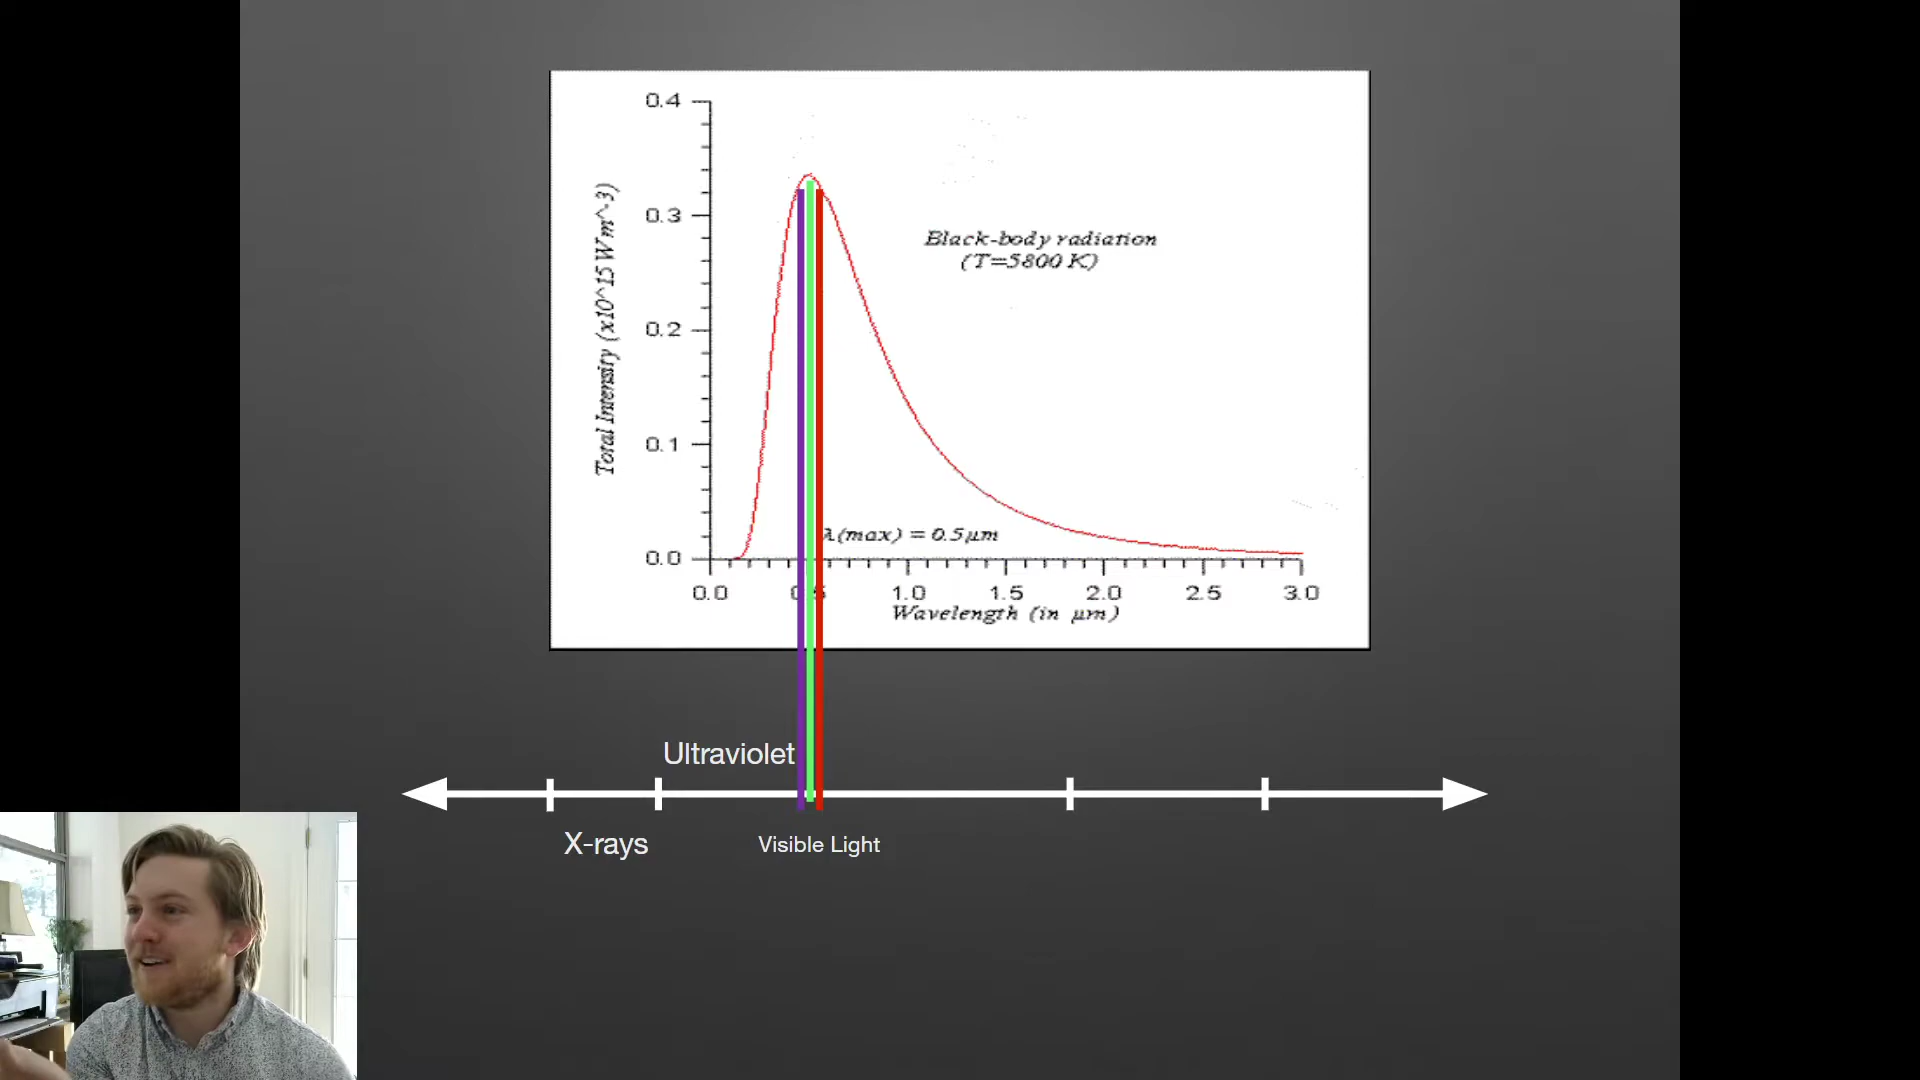 0.4
0.3
0.2
0.1
0.0
Total Intensity (x10^15 Wm^-3)
Black-body radiation
(T=5800 K)
λ(max) = 0.5μm
0.0
1.0
1.5
2.0
2.5
3.0
Wavelength (in μm)
Ultraviolet
X-rays
Visible Light